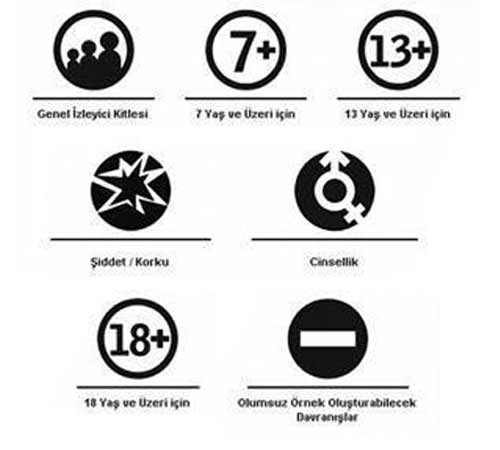 7+
13+
Genel İzleyici Kitlesi
7 Yaş ve Üzeri için
13 Yaş ve Üzeri için
Şiddet / Korku
Cinsellik
18+
18 Yaş ve Üzeri için
Olumsuz Örnek Oluşturabilecek
Davranışlar